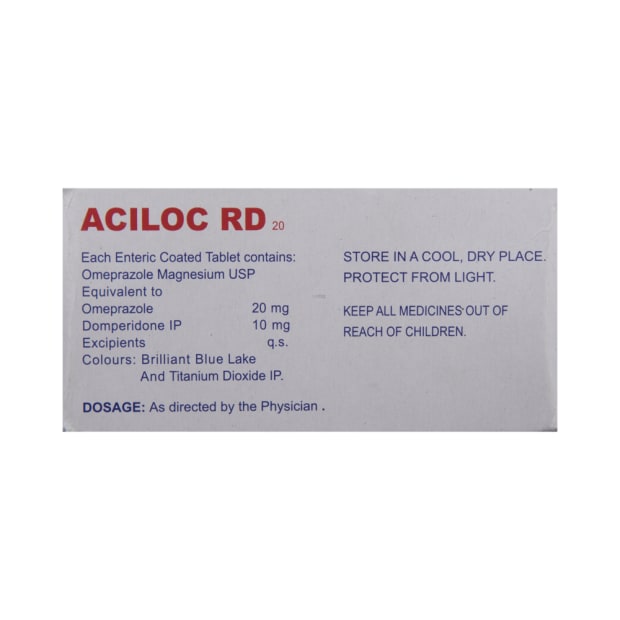 ACILOC RD 20
Each Enteric Coated Tablet contains:
Omeprazole Magnesium USP
Equivalent to
Omeprazole 20 mg
Domperidone IP 10 mg
Excipients q.s.
Colours: Brilliant Blue Lake
And Titanium Dioxide IP.
DOSAGE: As directed by the Physician .
STORE IN A COOL, DRY PLACE.
PROTECT FROM LIGHT.
KEEP ALL MEDICINES OUT OF
REACH OF CHILDREN.